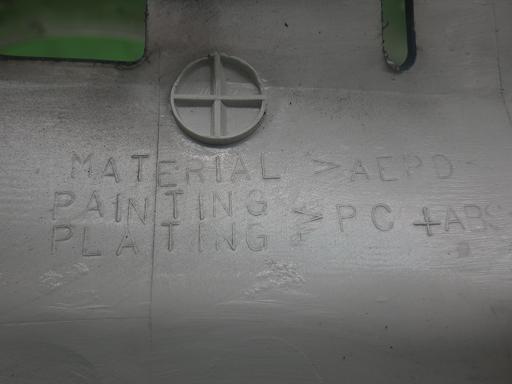 MATERIAL >AEPD<
PAINTING PC+ABS
PLATING